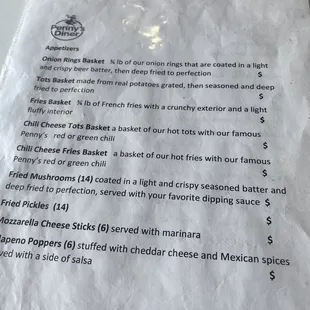 Penny's
Diner
Appetizers
Onion Rings Basket ¾ lb of our onion rings that are coated in a light
and crispy beer batter, then deep fried to perfection $
Tots Basket made from real potatoes grated, then seasoned and deep
fried to perfection $
Fries Basket ¾ lb of French fries with a crunchy exterior and a light
fluffy interior $
Chili Cheese Tots Basket a basket of our hot tots with our famous
Penny's red or green chili $
Chili Cheese Fries Basket a basket of our hot fries with our famous
Penny's red or green chili $
Fried Mushrooms (14) coated in a light and crispy seasoned batter and
deep fried to perfection, served with your favorite dipping sauce $
Fried Pickles (14) $
Mozzarella Cheese Sticks (6) served with marinara $
lapeno Poppers (6) stuffed with cheddar cheese and Mexican spices
ved with a side of salsa $